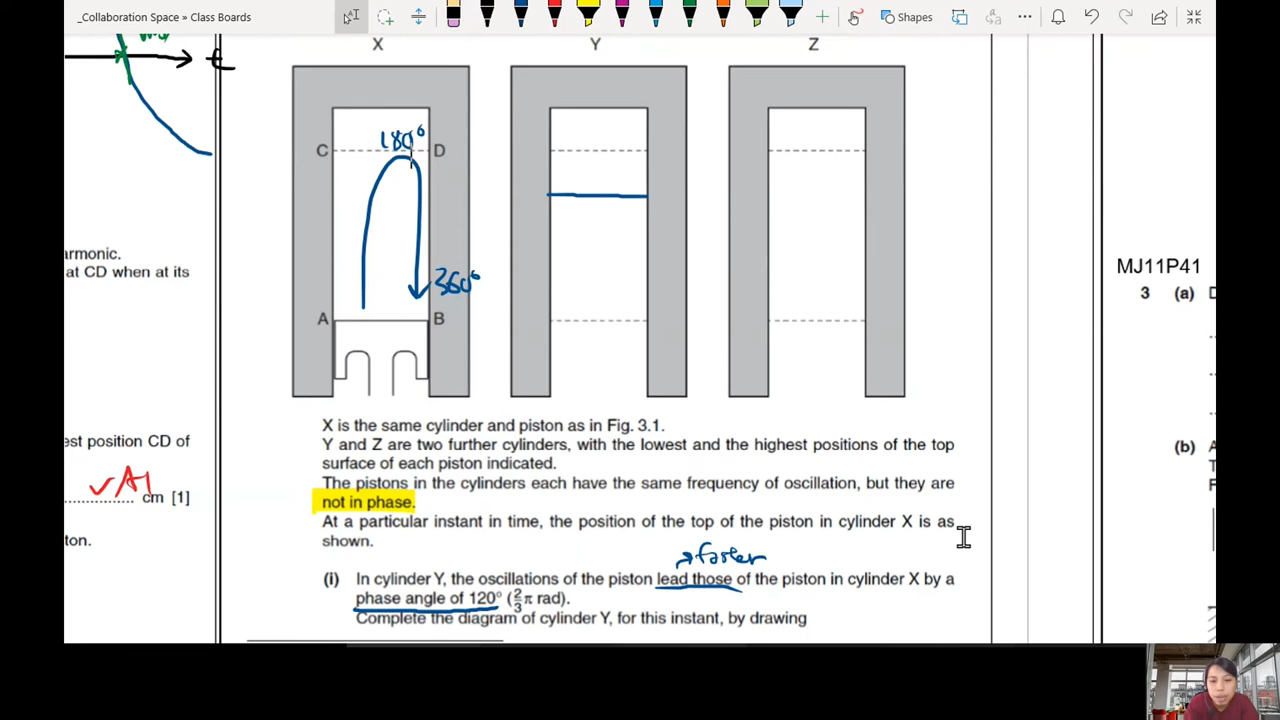 _Collaboration Space » Class Boards
Shapes
t
X
Y
Z
180°
C
D
360°
A
B
armonic.
at CD when at its
est position CD of
✓A1
cm [1]
ton.
X is the same cylinder and piston as in Fig. 3.1.
Y and Z are two further cylinders, with the lowest and the highest positions of the top
surface of each piston indicated.
The pistons in the cylinders each have the same frequency of oscillation, but they are
not in phase.
At a particular instant in time, the position of the top of the piston in cylinder X is as
shown.
→ faster
(i) In cylinder Y, the oscillations of the piston lead those of the piston in cylinder X by a
phase angle of 120° (2/3 π rad).
Complete the diagram of cylinder Y, for this instant, by drawing
MJ11P41
3 (a)
(b) A